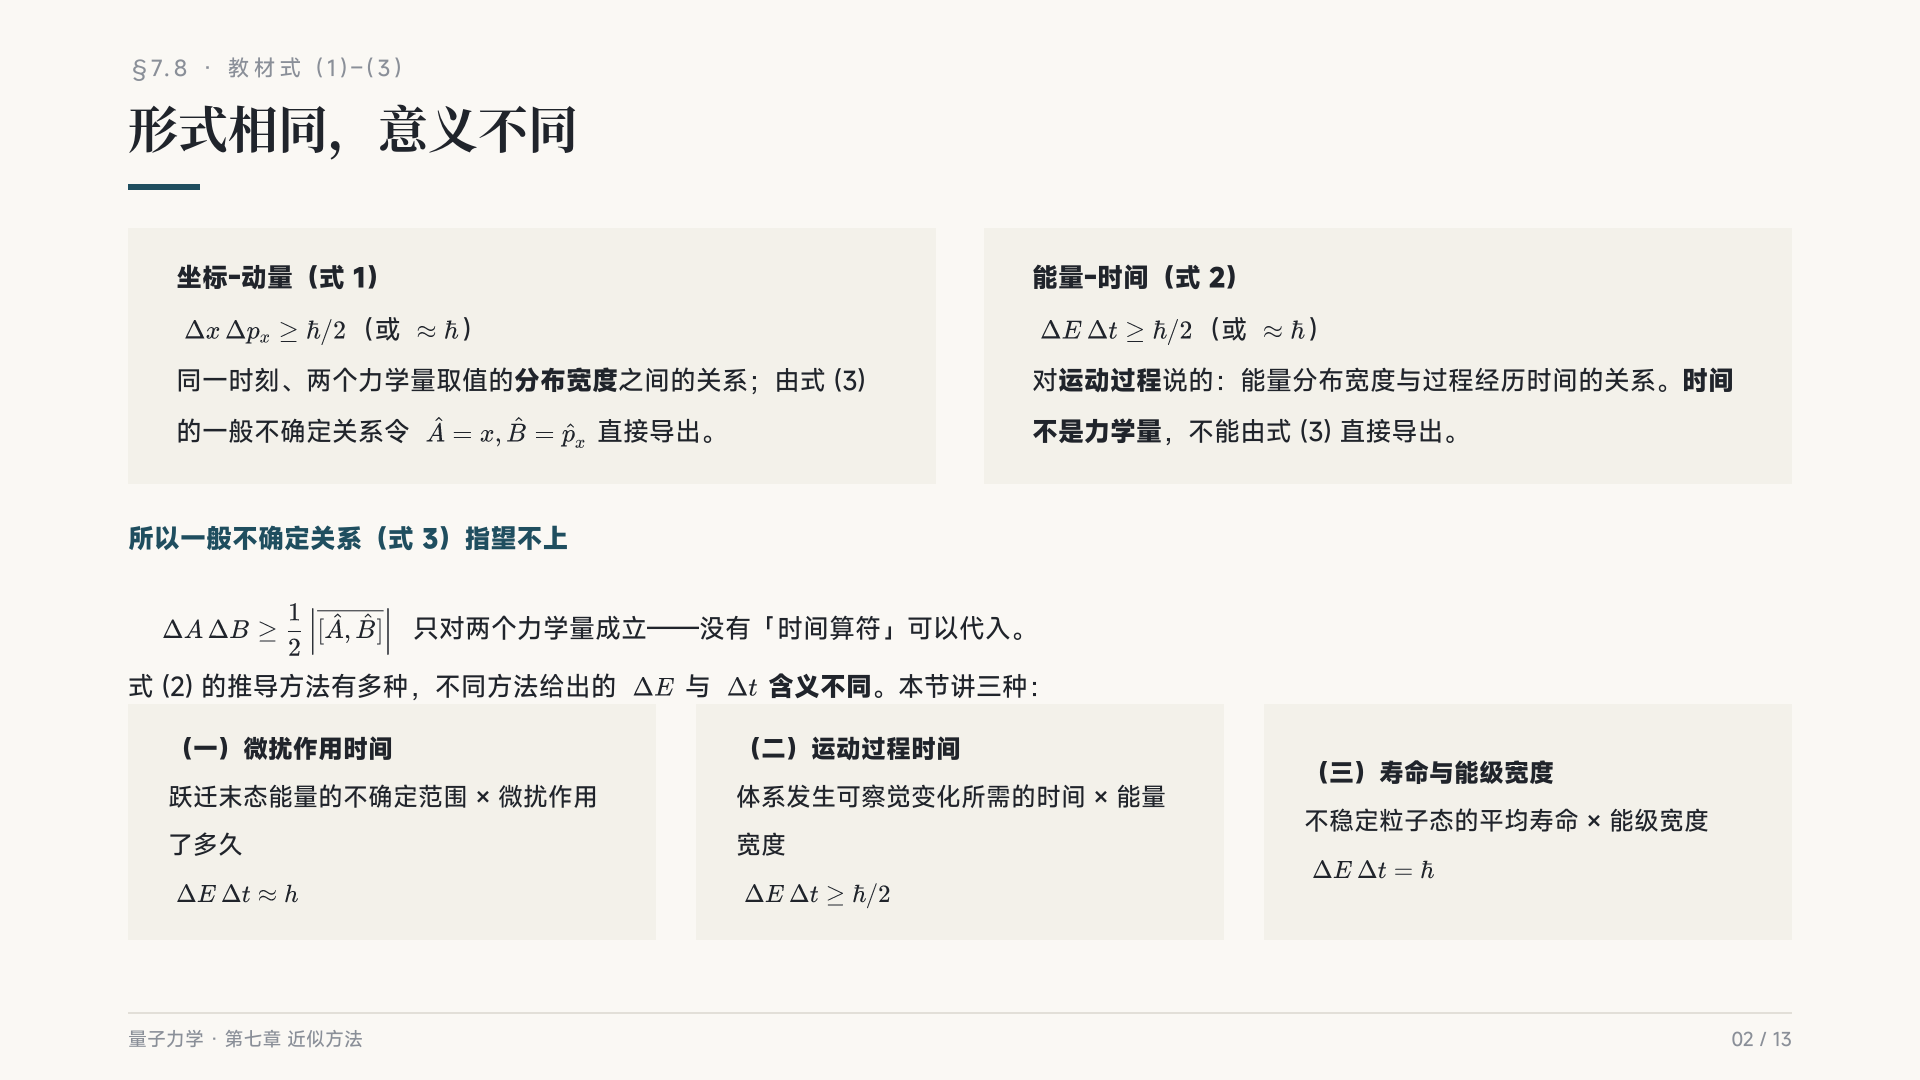 §7.8 · 教材式 (1)–(3)
形式相同，意义不同
坐标–动量（式 1）
Δx Δpₓ ≥ ħ/2（或 ≈ ħ）
同一时刻、两个力学量取值的分布宽度之间的关系；由式 (3)
的一般不确定关系令 Â = x, B̂ = p̂ₓ 直接导出。
能量–时间（式 2）
ΔE Δt ≥ ħ/2（或 ≈ ħ）
对运动过程说的：能量分布宽度与过程经历时间的关系。时间
不是力学量，不能由式 (3) 直接导出。
所以一般不确定关系（式 3）指望不上
ΔA ΔB ≥ \frac{1}{2} |\overline{[Â, B̂]}| 只对两个力学量成立——没有「时间算符」可以代入。
式 (2) 的推导方法有多种，不同方法给出的 ΔE 与 Δt 含义不同。本节讲三种：
（一）微扰作用时间
跃迁末态能量的不确定范围 × 微扰作用
了多久
ΔE Δt ≈ h
（二）运动过程时间
体系发生可察觉变化所需的时间 × 能量
宽度
ΔE Δt ≥ ħ/2
（三）寿命与能级宽度
不稳定粒子态的平均寿命 × 能级宽度
ΔE Δt = ħ
量子力学 · 第七章 近似方法
02 / 13